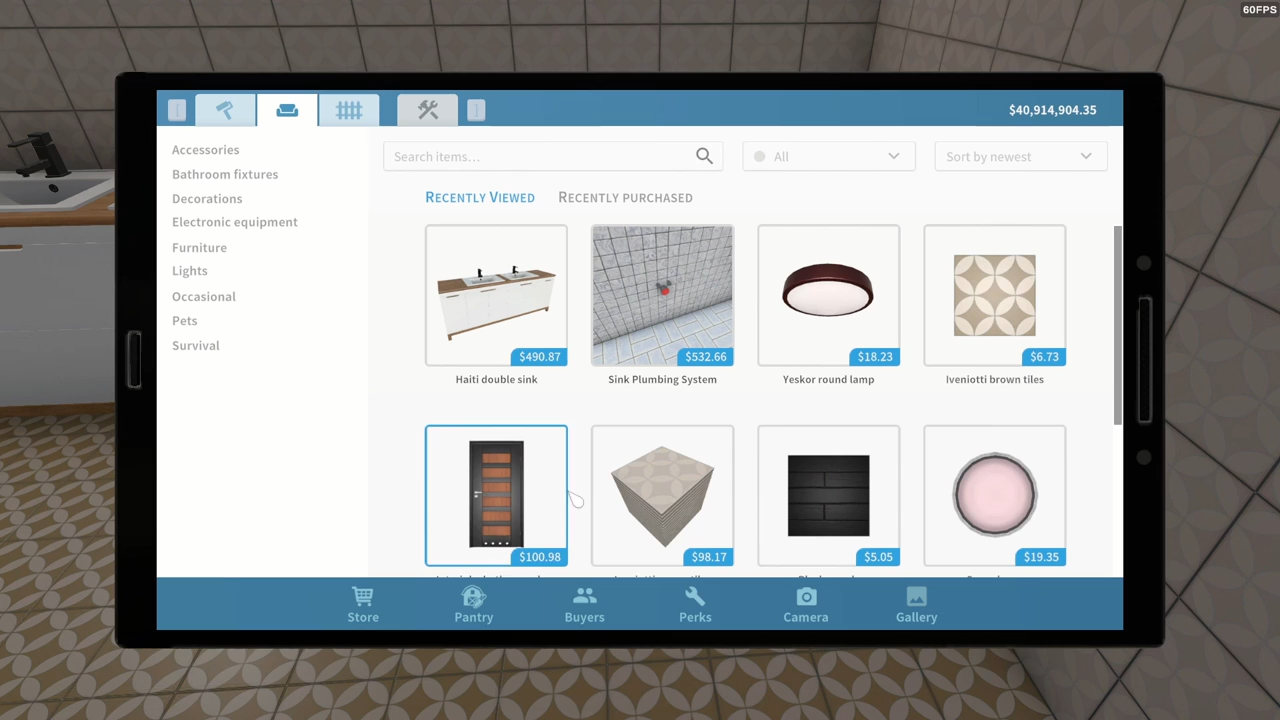 60FPS
$40,914,904.35
Accessories
Bathroom fixtures
Decorations
Electronic equipment
Furniture
Lights
Occasional
Pets
Survival
Search items...
All
Sort by newest
RECENTLY VIEWED
RECENTLY PURCHASED
$490.87
$532.66
$18.23
$6.73
Haiti double sink
Sink Plumbing System
Yeskor round lamp
Iveniotti brown tiles
$100.98
$98.17
$5.05
$19.35
Store
Pantry
Buyers
Perks
Camera
Gallery